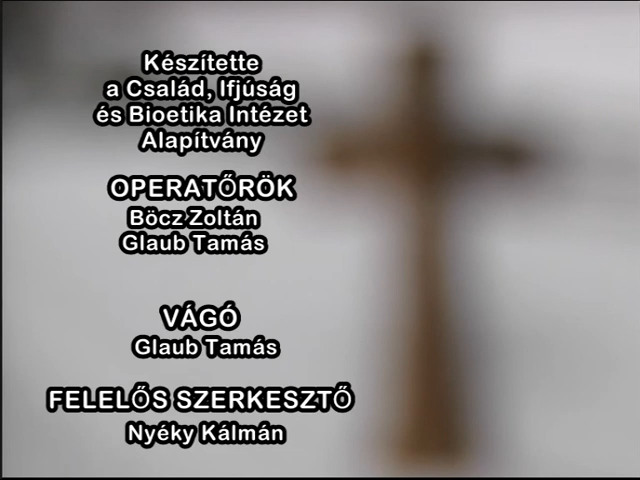 Készítette
a Család, Ifjúság
és Bioetika Intézet
Alapítvány
OPERATŐRÖK
Böcz Zoltán
Glaub Tamás
VÁGÓ
Glaub Tamás
FELELŐS SZERKESZTŐ
Nyéky Kálmán